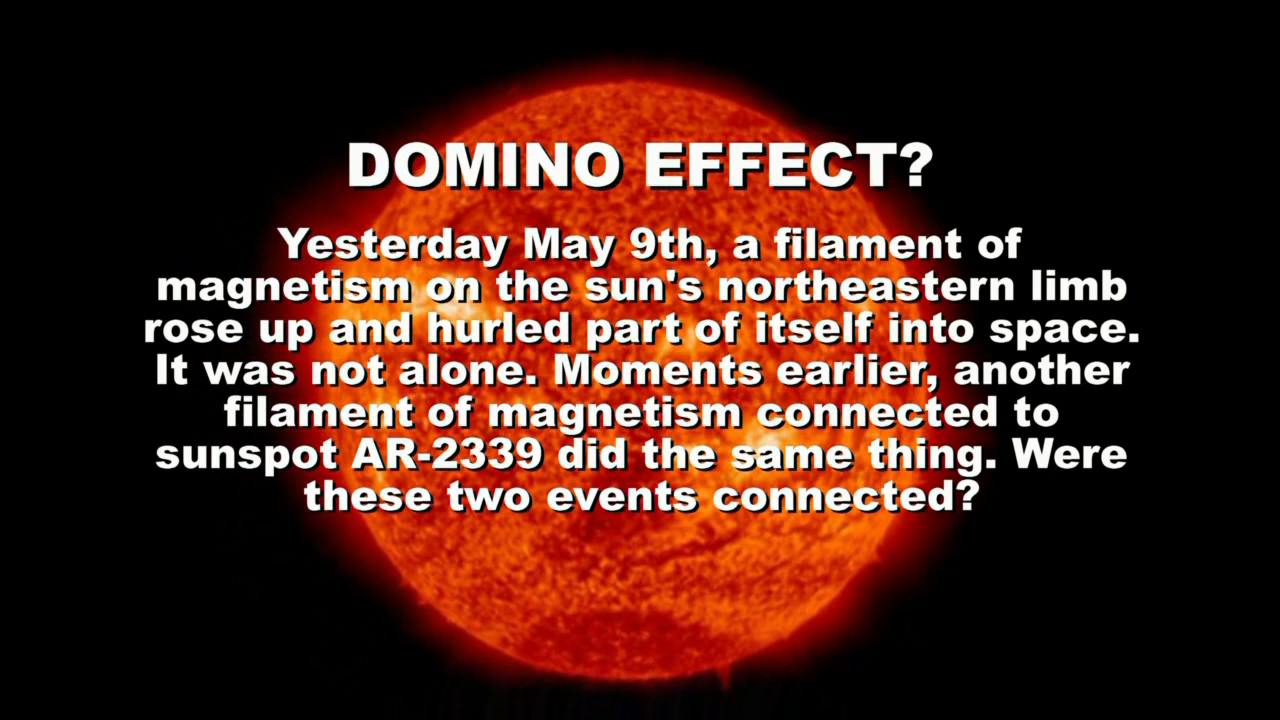 DOMINO EFFECT?
Yesterday May 9th, a filament of
magnetism on the sun's northeastern limb
rose up and hurled part of itself into space.
It was not alone. Moments earlier, another
filament of magnetism connected to
sunspot AR-2339 did the same thing. Were
these two events connected?